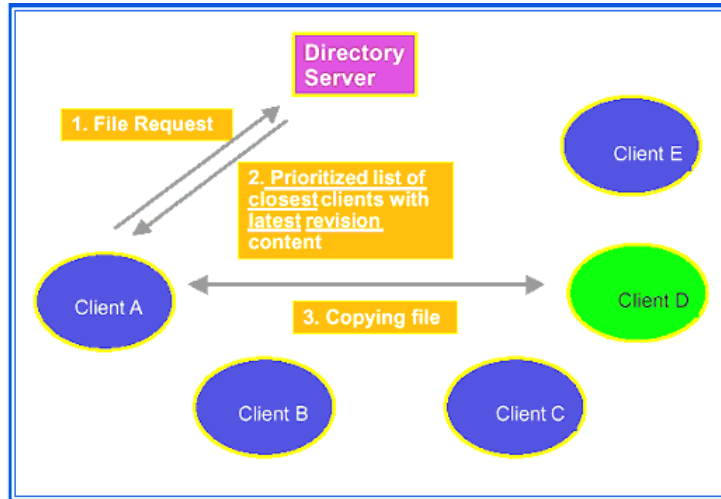 Directory
Server
1. File Request
2. Prioritized list of
closest clients with
latest revision
content
Client E
Client A
Client D
3. Copying file
Client B
Client C